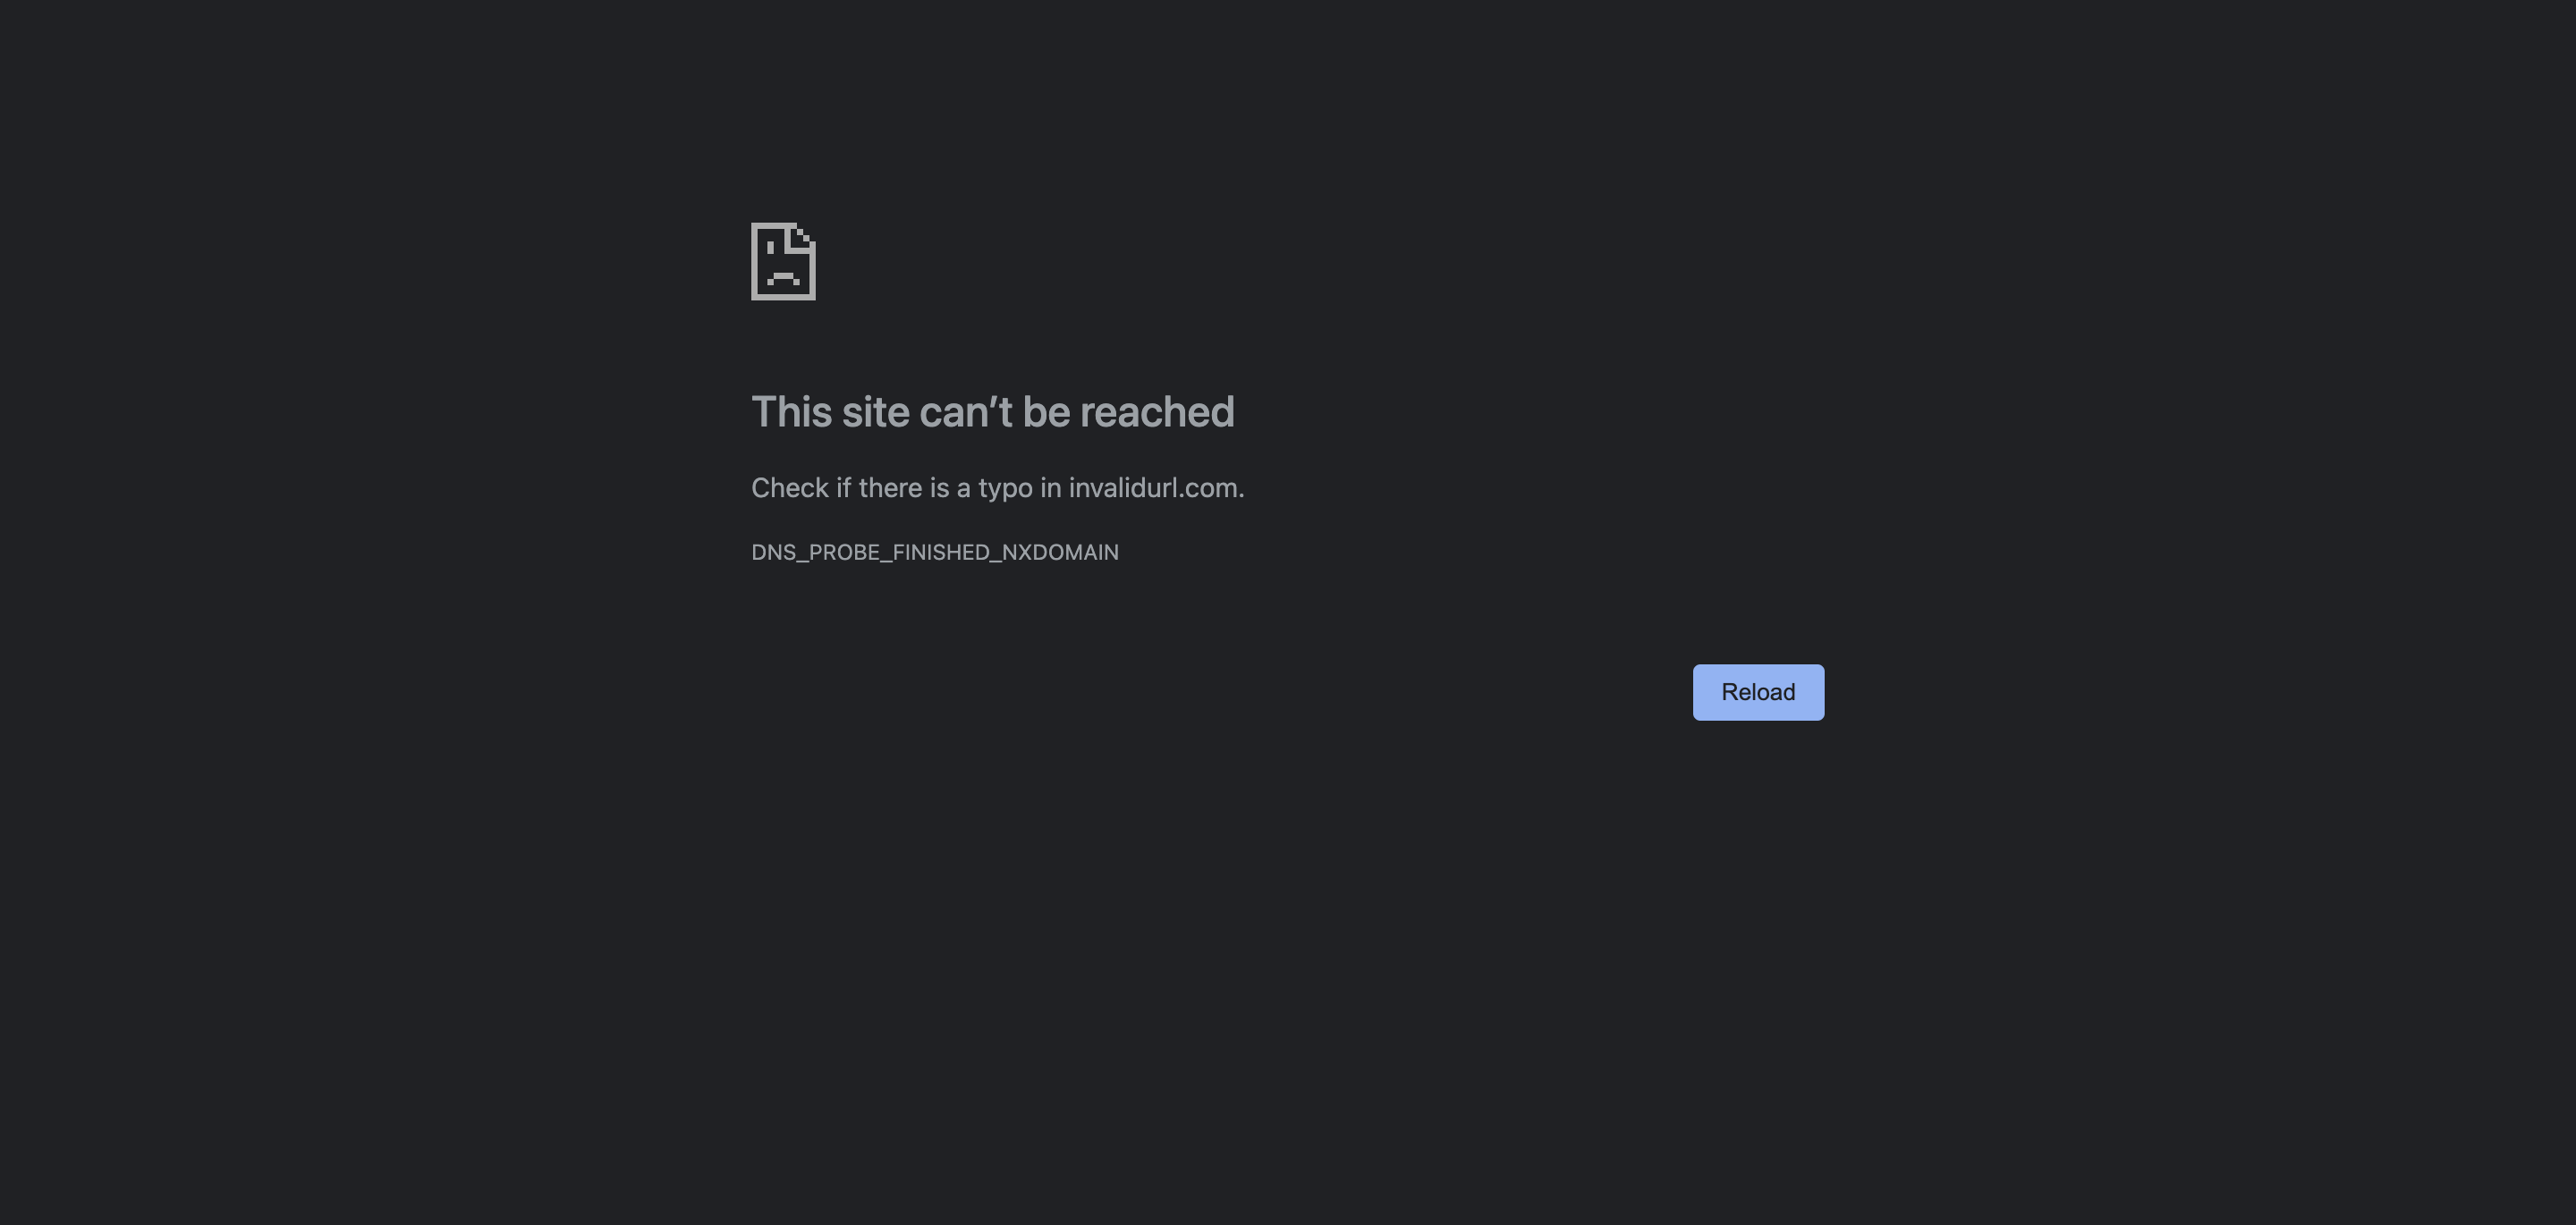 This site can’t be reached
Check if there is a typo in invalidurl.com.
DNS_PROBE_FINISHED_NXDOMAIN
Reload